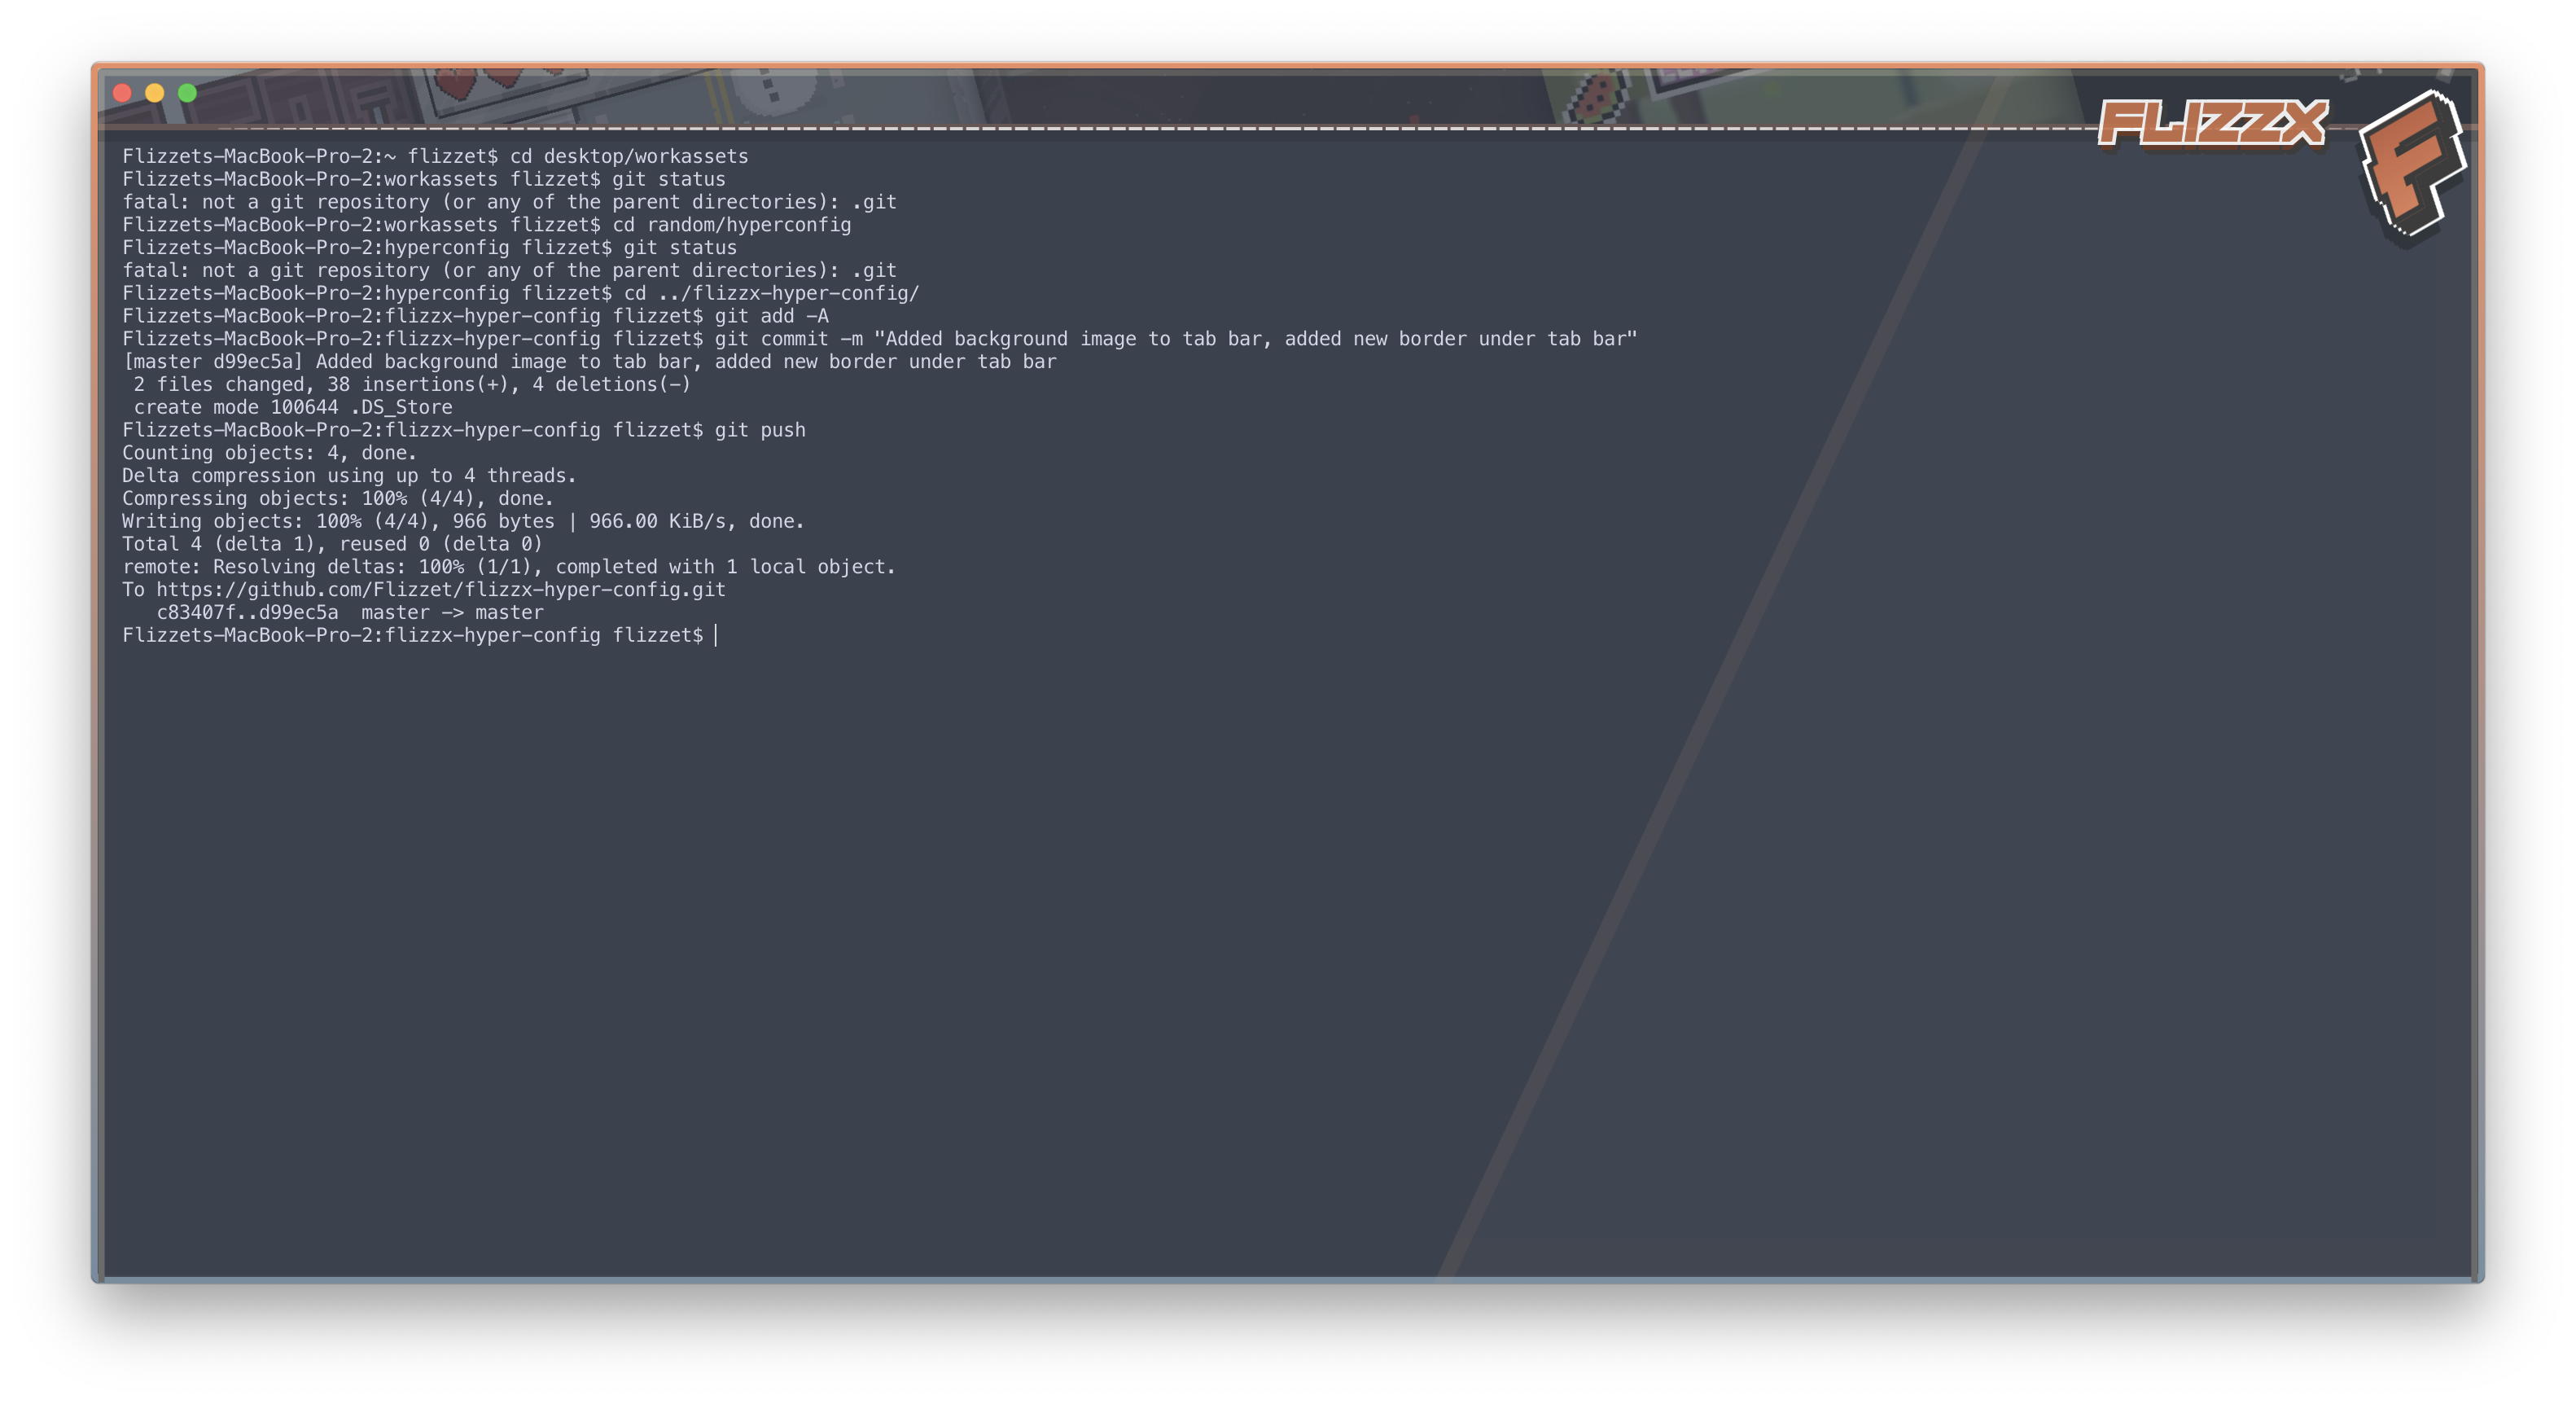 FLIZZX
F
Flizzets-MacBook-Pro-2:~ flizzet$ cd desktop/workassets
Flizzets-MacBook-Pro-2:workassets flizzet$ git status
fatal: not a git repository (or any of the parent directories): .git
Flizzets-MacBook-Pro-2:workassets flizzet$ cd random/hyperconfig
Flizzets-MacBook-Pro-2:hyperconfig flizzet$ git status
fatal: not a git repository (or any of the parent directories): .git
Flizzets-MacBook-Pro-2:hyperconfig flizzet$ cd ../flizzx-hyper-config/
Flizzets-MacBook-Pro-2:flizzx-hyper-config flizzet$ git add -A
Flizzets-MacBook-Pro-2:flizzx-hyper-config flizzet$ git commit -m "Added background image to tab bar, added new border under tab bar"
[master d99ec5a] Added background image to tab bar, added new border under tab bar
 2 files changed, 38 insertions(+), 4 deletions(-)
 create mode 100644 .DS_Store
Flizzets-MacBook-Pro-2:flizzx-hyper-config flizzet$ git push
Counting objects: 4, done.
Delta compression using up to 4 threads.
Compressing objects: 100% (4/4), done.
Writing objects: 100% (4/4), 966 bytes | 966.00 KiB/s, done.
Total 4 (delta 1), reused 0 (delta 0)
remote: Resolving deltas: 100% (1/1), completed with 1 local object.
To https://github.com/Flizzet/flizzx-hyper-config.git
   c83407f..d99ec5a  master -> master
Flizzets-MacBook-Pro-2:flizzx-hyper-config flizzet$